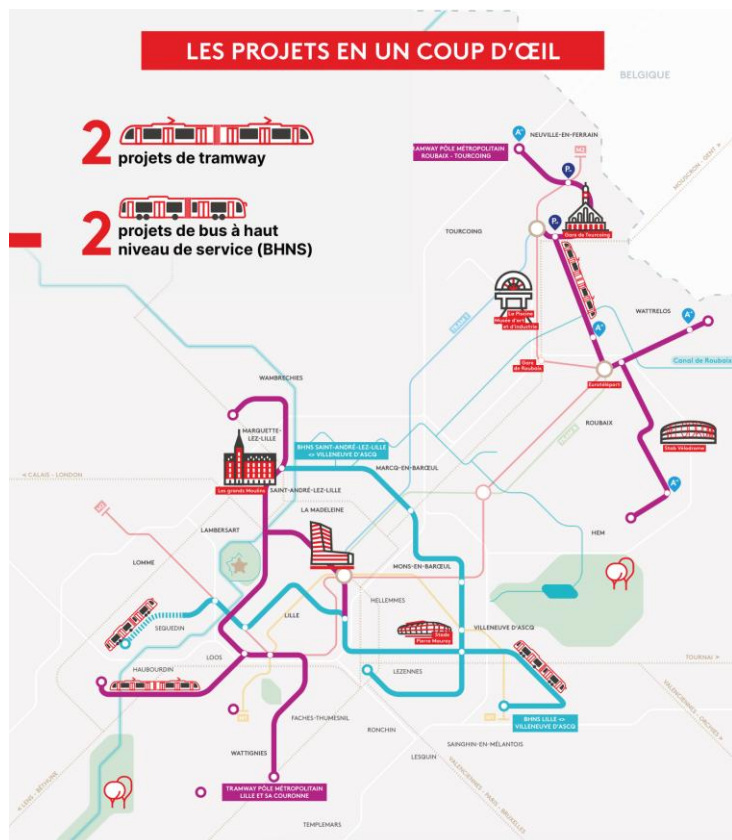 LES PROJETS EN UN COUP D'ŒIL
BELGIQUE
2
projets de tramway
2
projets de bus à haut
niveau de service (BHNS)
NEUVILLE-EN-FERRAIN
TRAMWAY PÔLE MÉTROPOLITAIN
ROUBAIX - TOURCOING
M2
MOUSCRON - GENT
TOURCOING
Gare de Tourcoing
La Piscine
Musée d'art
et d'industrie
WATTRELOS
Gare
de Roubaix
Canal de Roubaix
Eurotéléport
WAMBRECHIES
ROUBAIX
MARQUETTE-
LEZ-LILLE
BHNS SAINT-ANDRÉ-LEZ-LILLE
<> VILLENEUVE D'ASCQ
Stab Vélodrome
MARCQ-EN-BARŒUL
CALAIS - LONDON
Les grands Moulins
SAINT-ANDRÉ-LEZ-LILLE
LA MADELEINE
LAMBERSART
HEM
LOMME
MONS-EN-BARŒUL
HELLEMMES
LILLE
SEQUEDIN
VILLENEUVE D'ASCQ
Stade
Pierre Mauroy
LOOS
TOURNAI
HAUBOURDIN
LEZENNES
FACHES-THUMESNIL
RONCHIN
BHNS LILLE <>
VILLENEUVE D'ASCQ
SAINGHIN-EN-MÉLANTOIS
WATTIGNIES
LESQUIN
VALENCIENNES - ORCHIES
LENS - BÉTHUNE
TRAMWAY PÔLE MÉTROPOLITAIN
LILLE ET SA COURONNE
VALENCIENNES - PARIS - BRUXELLES
TEMPLEMARS